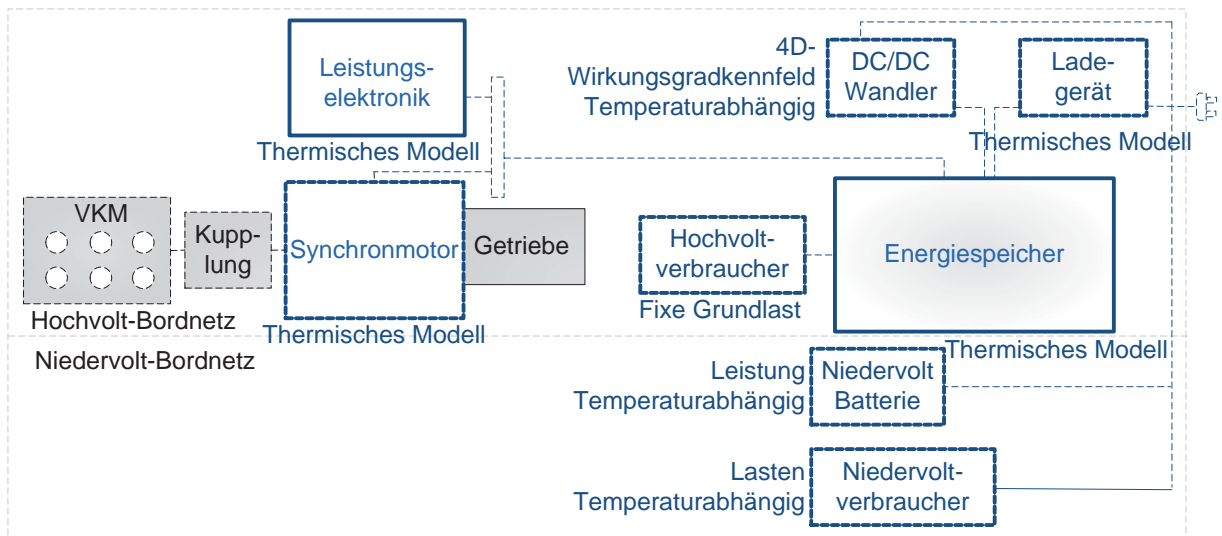 Leistungs-
elektronik
Thermisches Modell
4D-
Wirkungsgradkennfeld
Temperaturabhängig
DC/DC
Wandler
Lade-
gerät
Thermisches Modell
VKM
Kupp-
lung
Synchronmotor
Getriebe
Thermisches Modell
Hochvolt-
verbraucher
Fixe Grundlast
Energiespeicher
Thermisches Modell
Hochvolt-Bordnetz
Niedervolt-Bordnetz
Leistung
Temperaturabhängig
Niedervolt
Batterie
Lasten
Temperaturabhängig
Niedervolt-
verbraucher